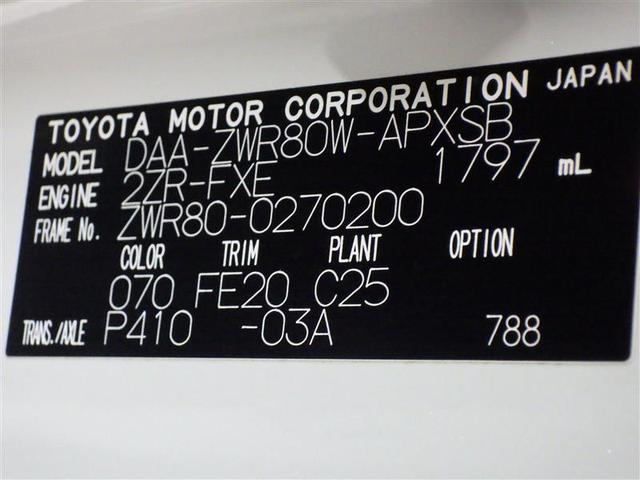 TOYOTA MOTOR CORPORATION JAPAN
MODEL DAA-ZWR80W-APXSB
ENGINE 2ZR-FXE 1797 mL
FRAME No. ZWR80-0270200
COLOR TRIM PLANT OPTION
070 FE20 C25
TRANS./AXLE P410 -03A 788